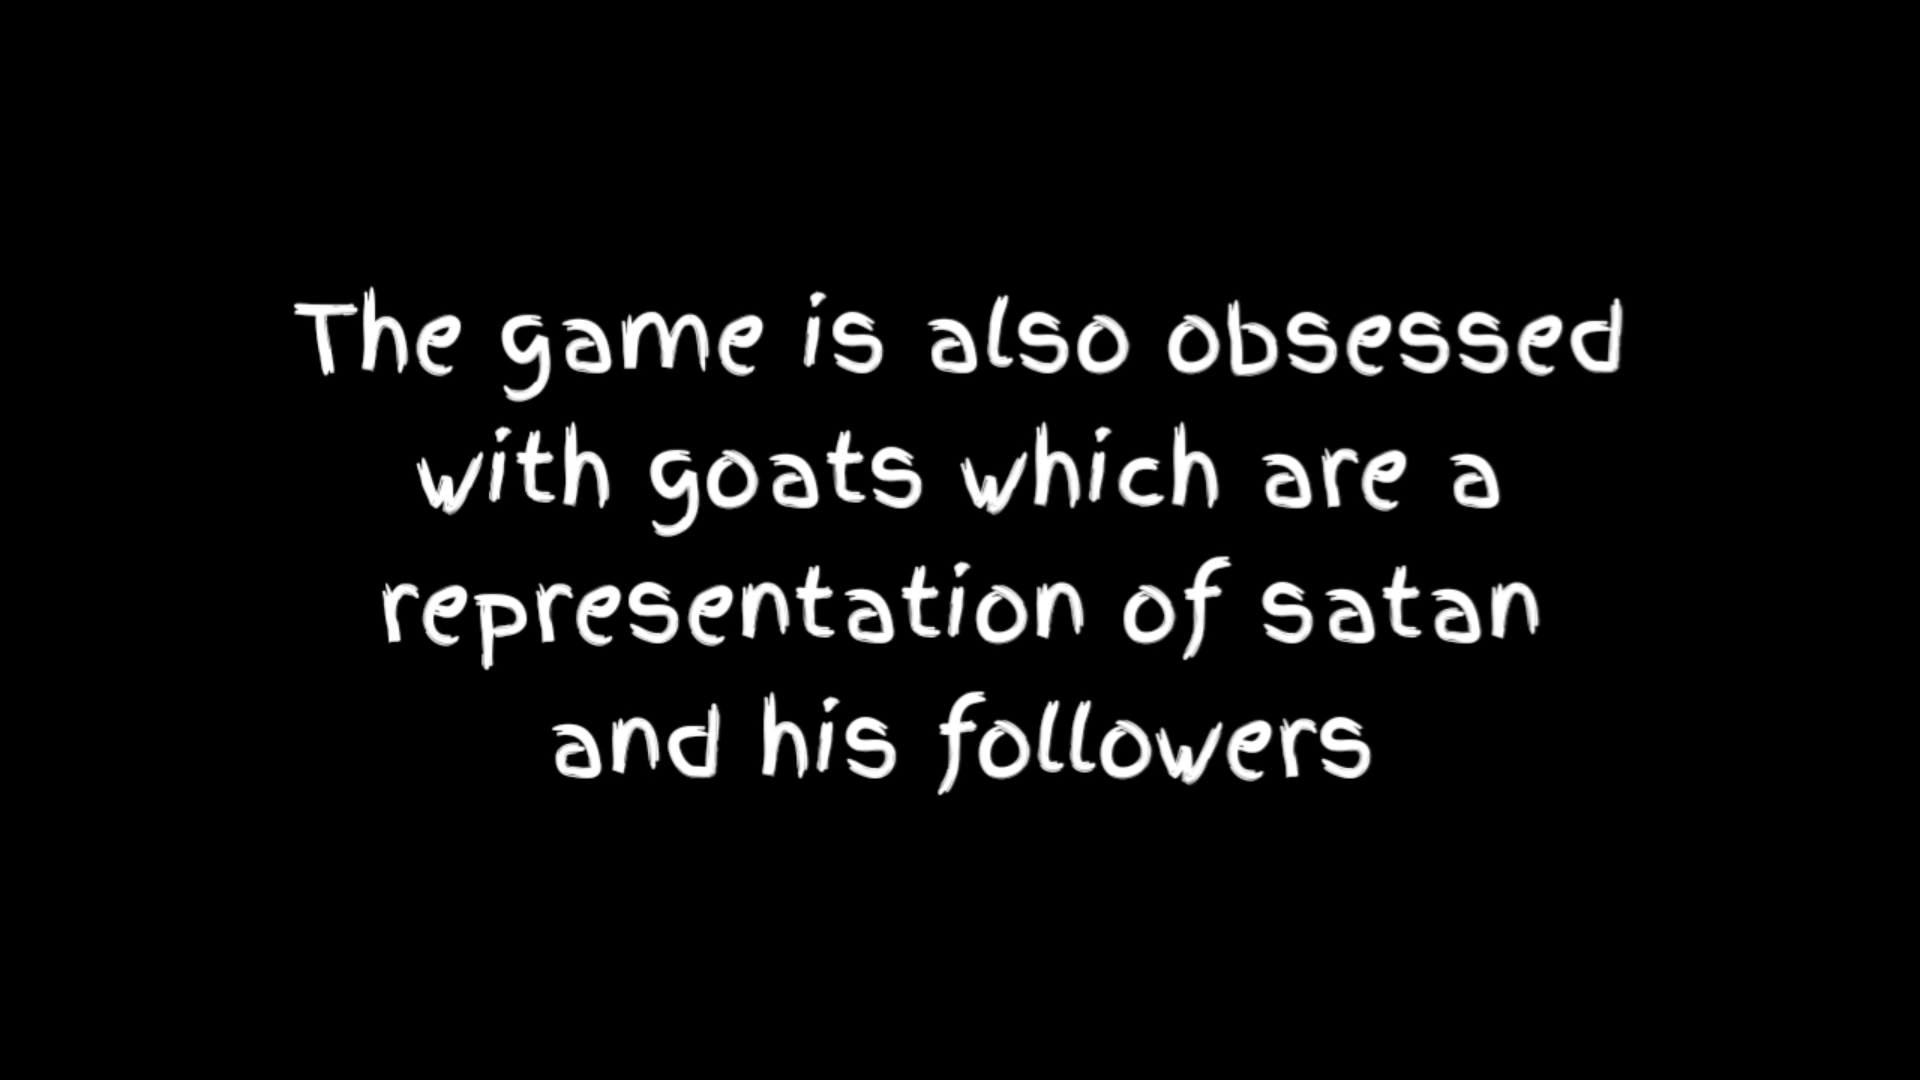 The game is also obsessed
with goats which are a
representation of satan
and his followers